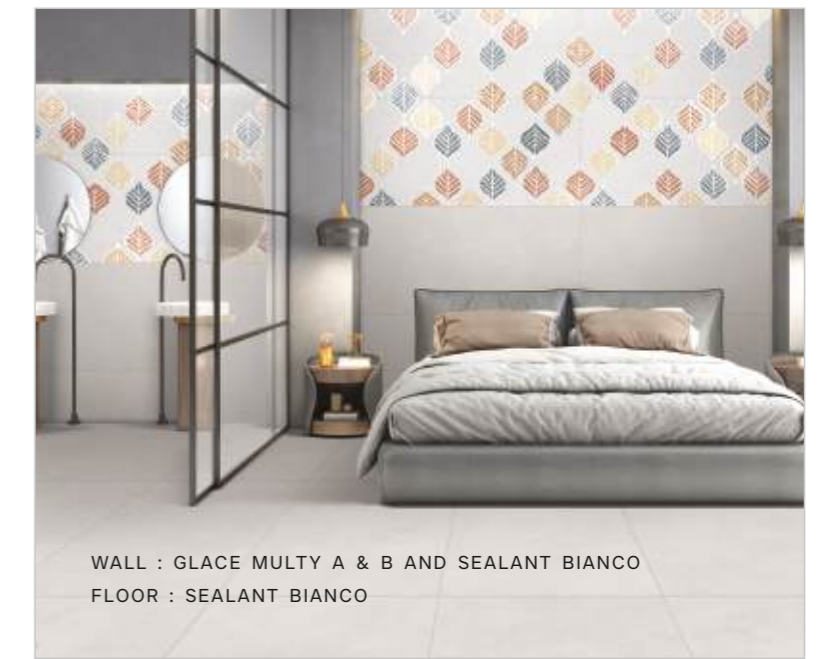 WALL : GLACE MULTY A & B AND SEALANT BIANCO
FLOOR : SEALANT BIANCO